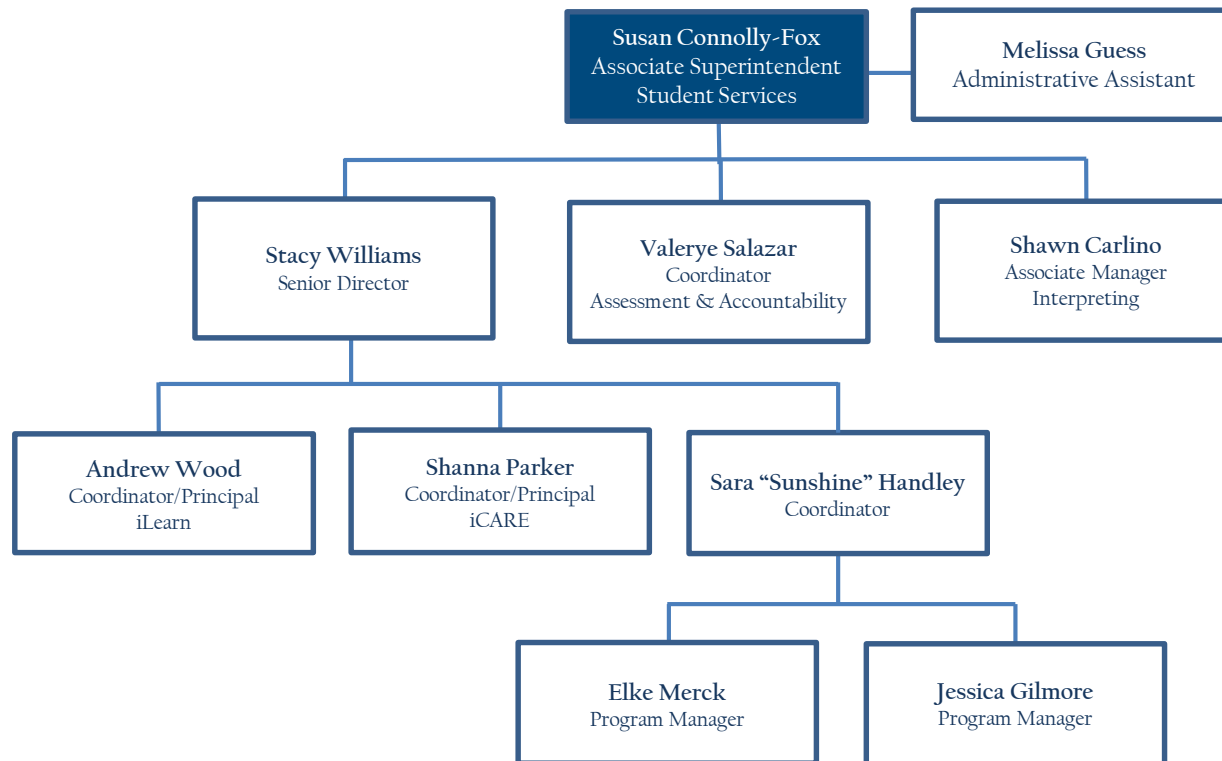 Susan Connolly-Fox
Associate Superintendent
Student Services
Melissa Guess
Administrative Assistant
Stacy Williams
Senior Director
Valerye Salazar
Coordinator
Assessment & Accountability
Shawn Carlino
Associate Manager
Interpreting
Andrew Wood
Coordinator/Principal
iLearn
Shanna Parker
Coordinator/Principal
iCARE
Sara “Sunshine” Handley
Coordinator
Elke Merck
Program Manager
Jessica Gilmore
Program Manager